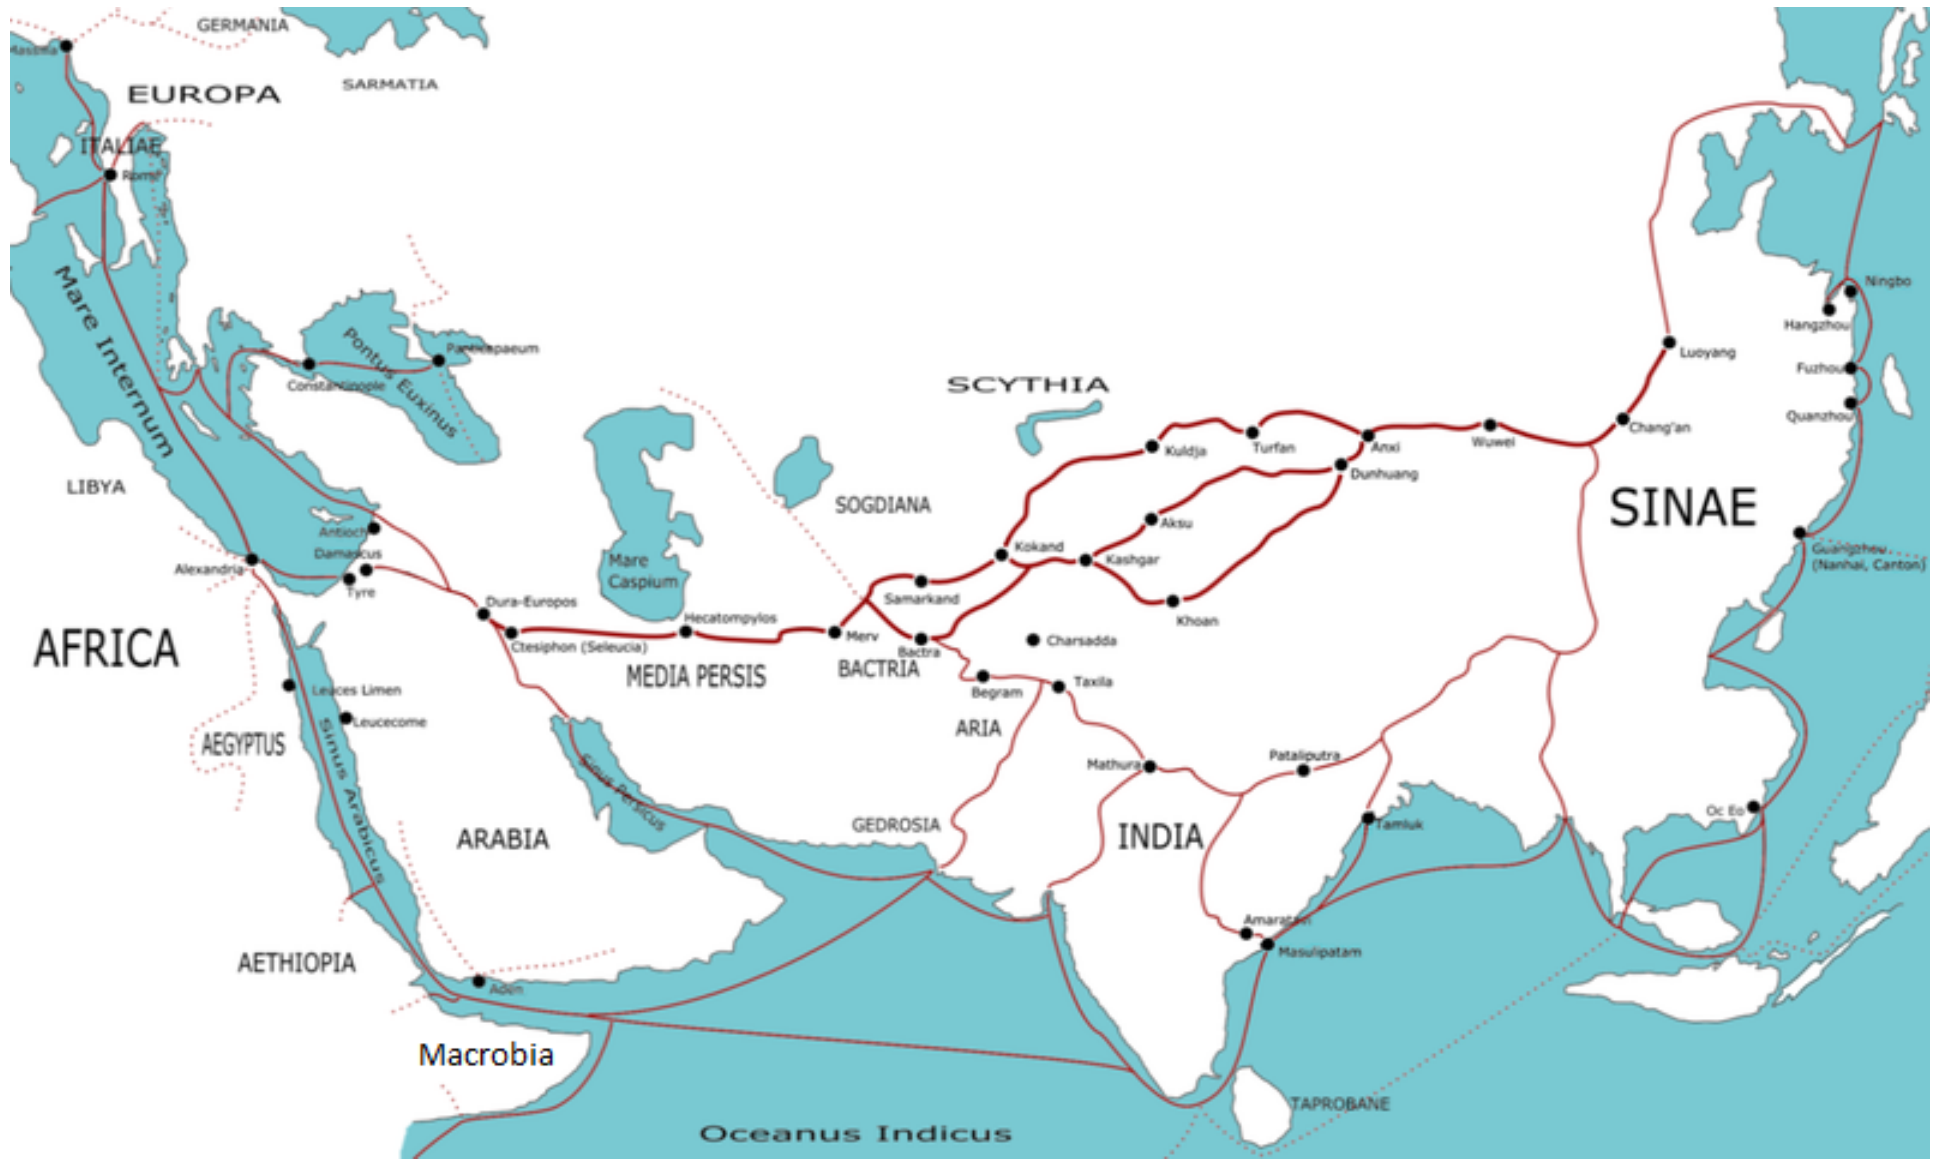 GERMANIA
Massilia
SARMATIA
EUROPA
ITALIAE
Roma
Mare Internum
Ningbo
Hangzhou
Pontus Euxinus
Panticapaeum
Luoyang
Constantinople
Fuzhou
SCYTHIA
Quanzhou
Chang'an
Kuldja
Turfan
Anxi
Wuwei
Dunhuang
LIBYA
SOGDIANA
SINAE
Aksu
Antioch
Damascus
Kokand
Guangzhou
(Nanhai, Canton)
Mare
Caspium
Kashgar
Alexandria
Tyre
Samarkand
Dura-Europos
Hecatompylos
Khoan
AFRICA
Ctesiphon (Seleucia)
Merv
Bactra
Charsadda
MEDIA PERSIS
BACTRIA
Begram
Taxila
Leuces Limen
Leucecome
ARIA
AEGYPTUS
Sinus Arabicus
Mathura
Pataliputra
Sinus Persicus
Oc Eo
GEDROSIA
Tamluk
ARABIA
INDIA
Amaravati
Masulipatam
AETHIOPIA
Aden
Macrobia
TAPROBANE
Oceanus Indicus